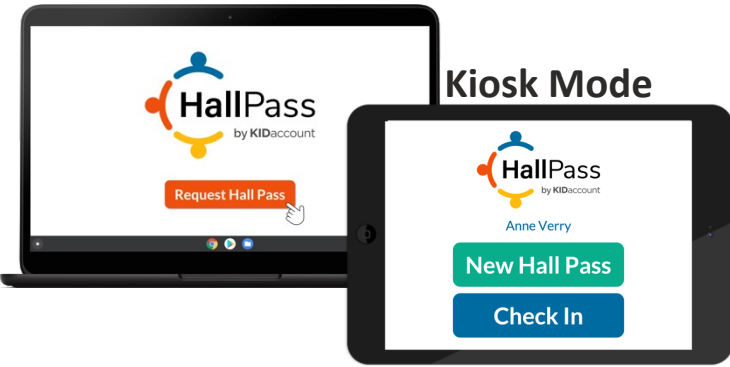 HallPass
by KIDaccount
Request Hall Pass
Kiosk Mode
HallPass
by KIDaccount
Anne Verry
New Hall Pass
Check In